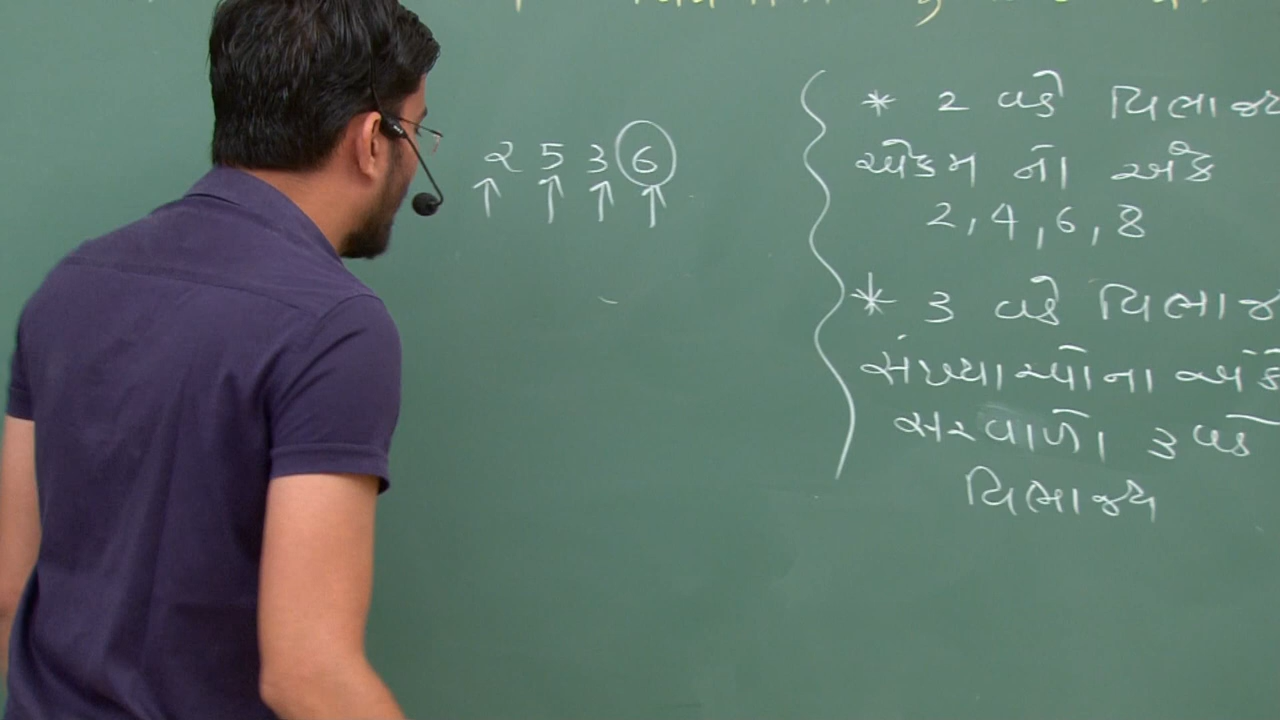 2 5 3 6
* 2 વડે વિભાજ્ય
એકમ નો અંક
2, 4, 6, 8
* 3 વડે વિભાજ
સંખ્યાઓના અંક
સરવાળો 3 વડે
વિભાજ્ય